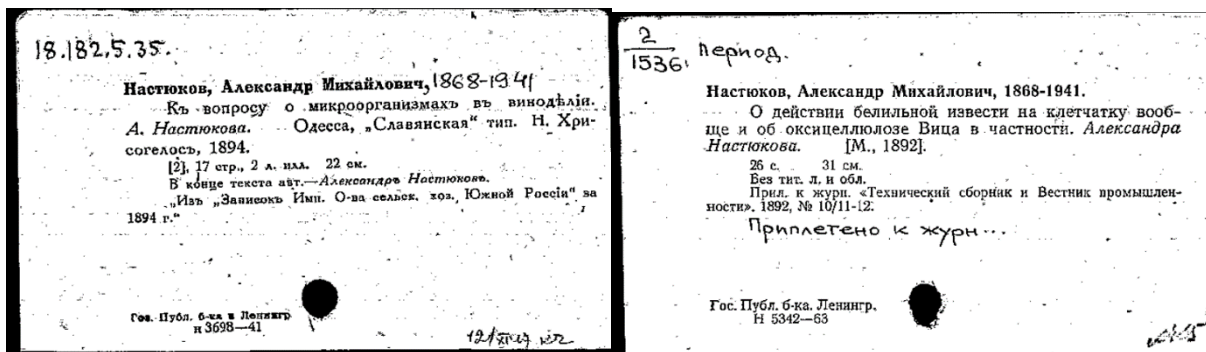 18.182.5.35.
Настюков, Александр Михайлович, 1868-1941
Къ вопросу о микроорганизмахъ въ винодѣліи.
А. Настюкова. Одесса, „Славянская“ тип. Н. Хри-
согелосъ, 1894.
[2], 17 стр., 2 л. илл. 22 см.
В конце текста авт.—Александръ Настюковъ.
„Изъ „Записокъ Имп. О-ва сельск. хоз. Южной Россіи“ за
1894 г.“
Гос. Публ. б-ка в Ленингр.
н 3698—41
2
1536. Период.
Настюков, Александр Михайлович, 1868-1941.
О действии белильной извести на клетчатку вооб-
ще и об оксицеллюлозе Вица в частности. Александра
Настюкова. [М., 1892].
26 с. 31 см.
Без тит. л. и обл.
Прил. к журн. «Технический сборник и Вестник промышлен-
ности». 1892, № 10/11-12.
Приплетено к журн...
Гос. Публ. б-ка. Ленингр.
Н 5342—63